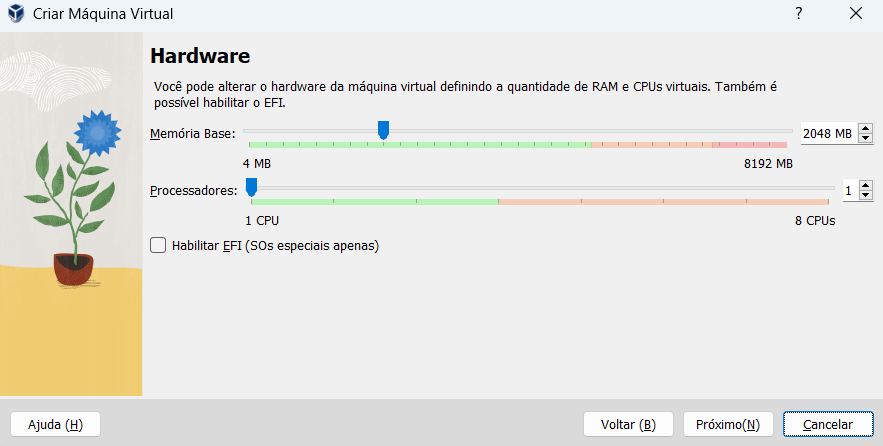 Criar Máquina Virtual
?
Hardware
Você pode alterar o hardware da máquina virtual definindo a quantidade de RAM e CPUs virtuais. Também é
possível habilitar o EFI.
Memória Base:
2048 MB
4 MB
8192 MB
Processadores:
1
1 CPU
8 CPUs
Habilitar EFI (SOs especiais apenas)
Ajuda (H)
Voltar (B)
Próximo(N)
Cancelar